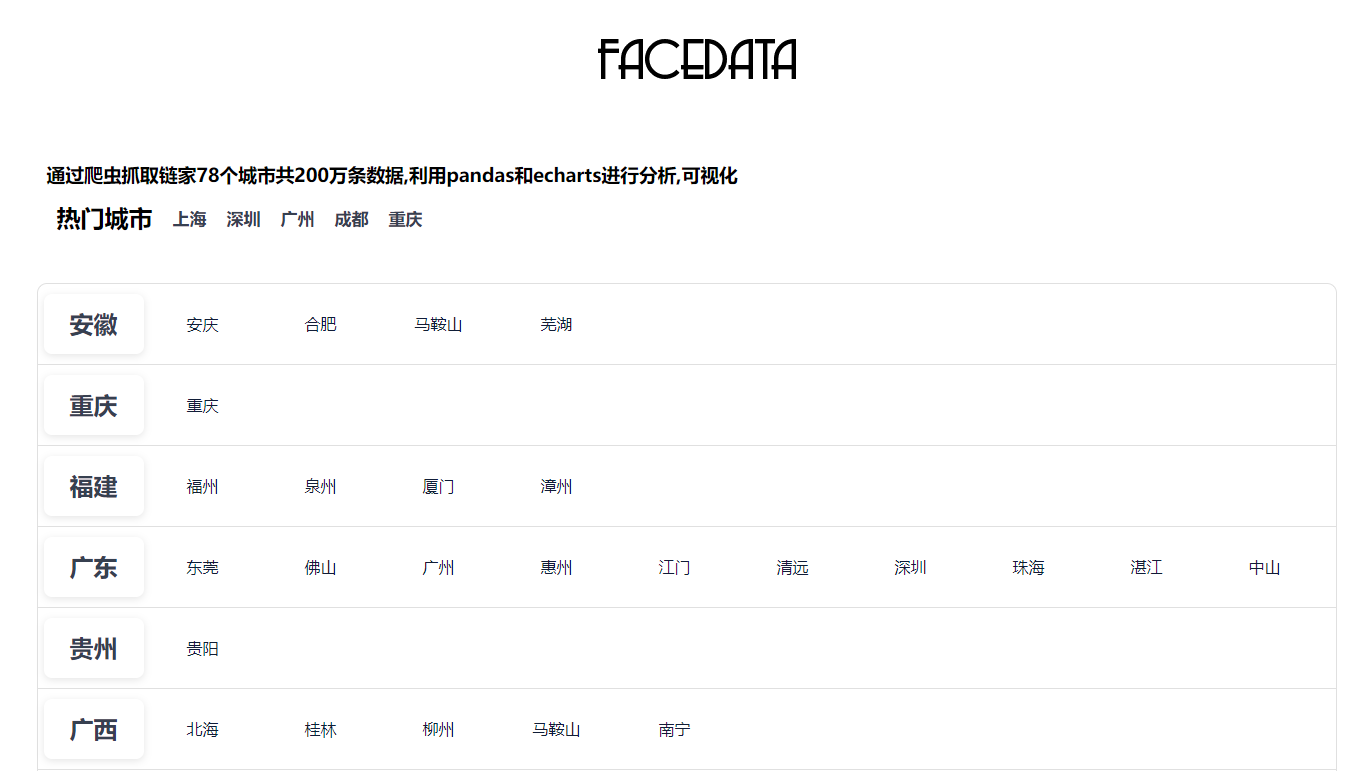 FACEDATA
通过爬虫抓取链家78个城市共200万条数据,利用pandas和echarts进行分析,可视化
热门城市 上海 深圳 广州 成都 重庆
安徽 安庆 合肥 马鞍山 芜湖
重庆 重庆
福建 福州 泉州 厦门 漳州
广东 东莞 佛山 广州 惠州 江门 清远 深圳 珠海 湛江 中山
贵州 贵阳
广西 北海 桂林 柳州 马鞍山 南宁